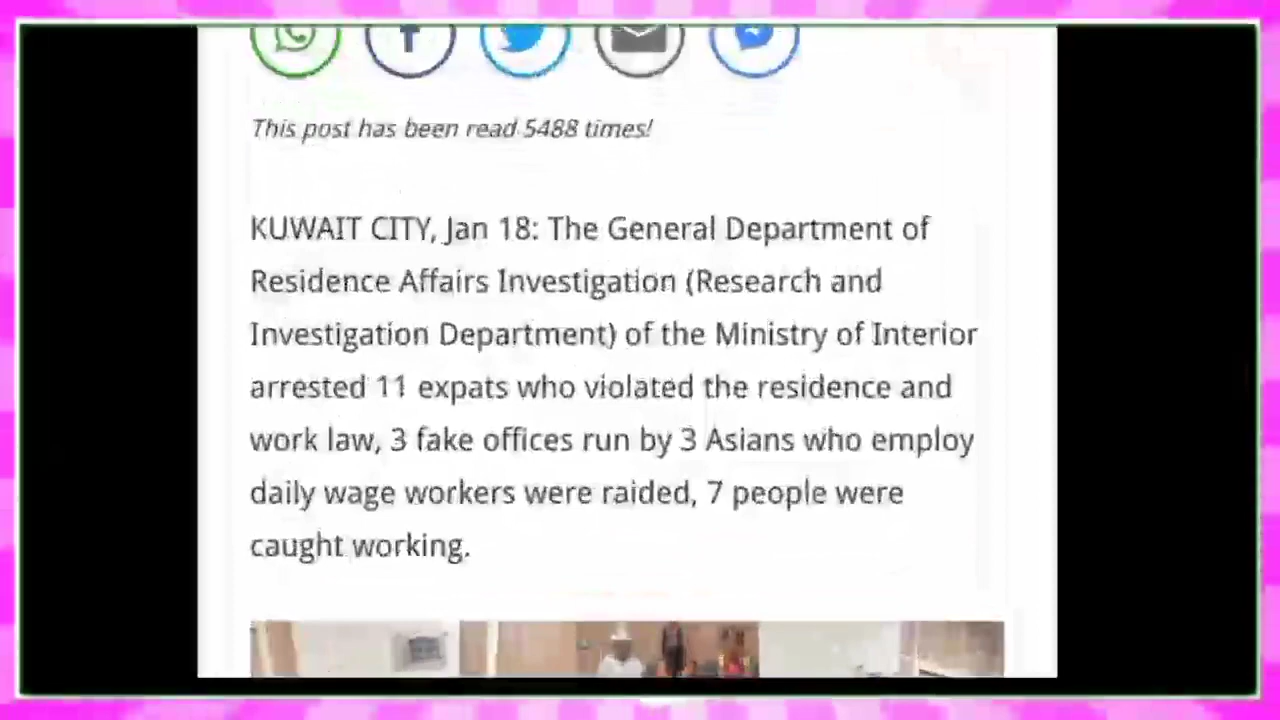 This post has been read 5488 times!
KUWAIT CITY, Jan 18: The General Department of
Residence Affairs Investigation (Research and
Investigation Department) of the Ministry of Interior
arrested 11 expats who violated the residence and
work law, 3 fake offices run by 3 Asians who employ
daily wage workers were raided, 7 people were
caught working.